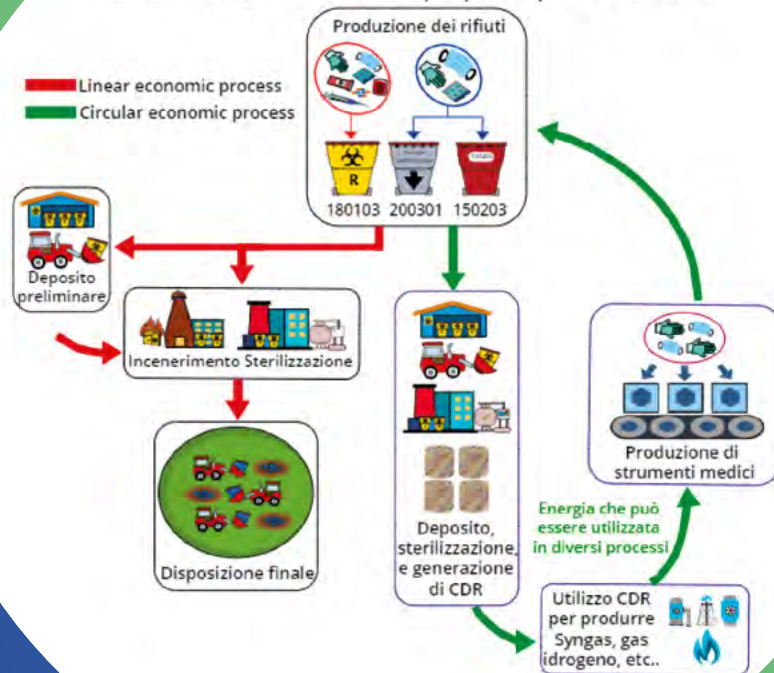 Produzione dei rifiuti
Linear economic process
Circular economic process
R
180103 200301 150203
Deposito
preliminare
Incenerimento Sterilizzazione
Disposizione finale
Deposito,
sterilizzazione,
e generazione
di CDR
Produzione di
strumenti medici
Energia che può
essere utilizzata
in diversi processi
Utilizzo CDR
per produrre
Syngas, gas
idrogeno, etc..